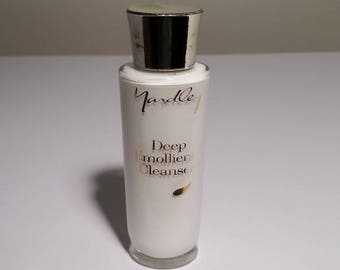 Yardley
Deep
Emollient
Cleanser